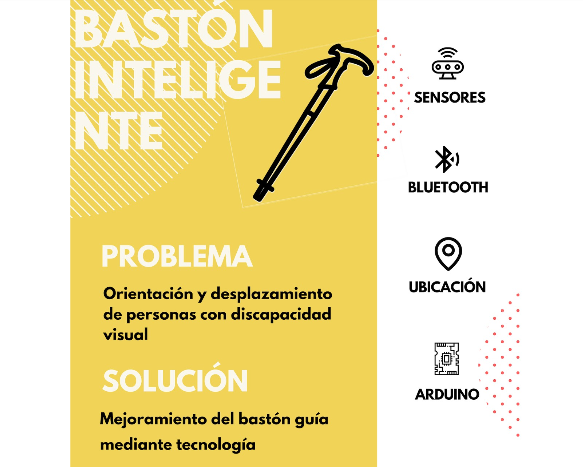 BASTÓN
INTELIGE
NTE
PROBLEMA
Orientación y desplazamiento
de personas con discapacidad
visual
SOLUCIÓN
Mejoramiento del bastón guía
mediante tecnología
SENSORES
BLUETOOTH
UBICACIÓN
ARDUINO